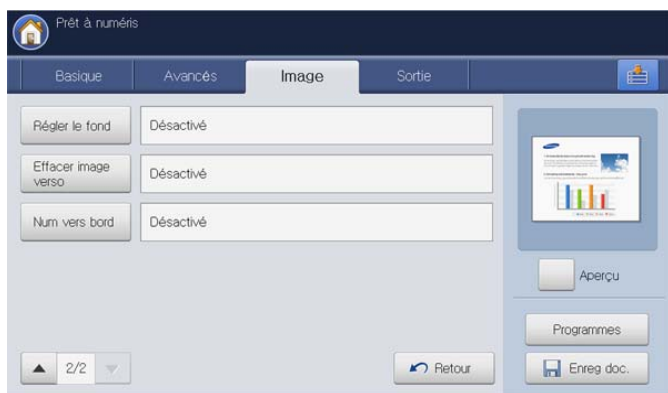 Prêt à numéris
Basique
Avancés
Image
Sortie
Régler le fond
Désactivé
Effacer image
verso
Désactivé
Num vers bord
Désactivé
Aperçu
Programmes
2/2
Retour
Enreg doc.